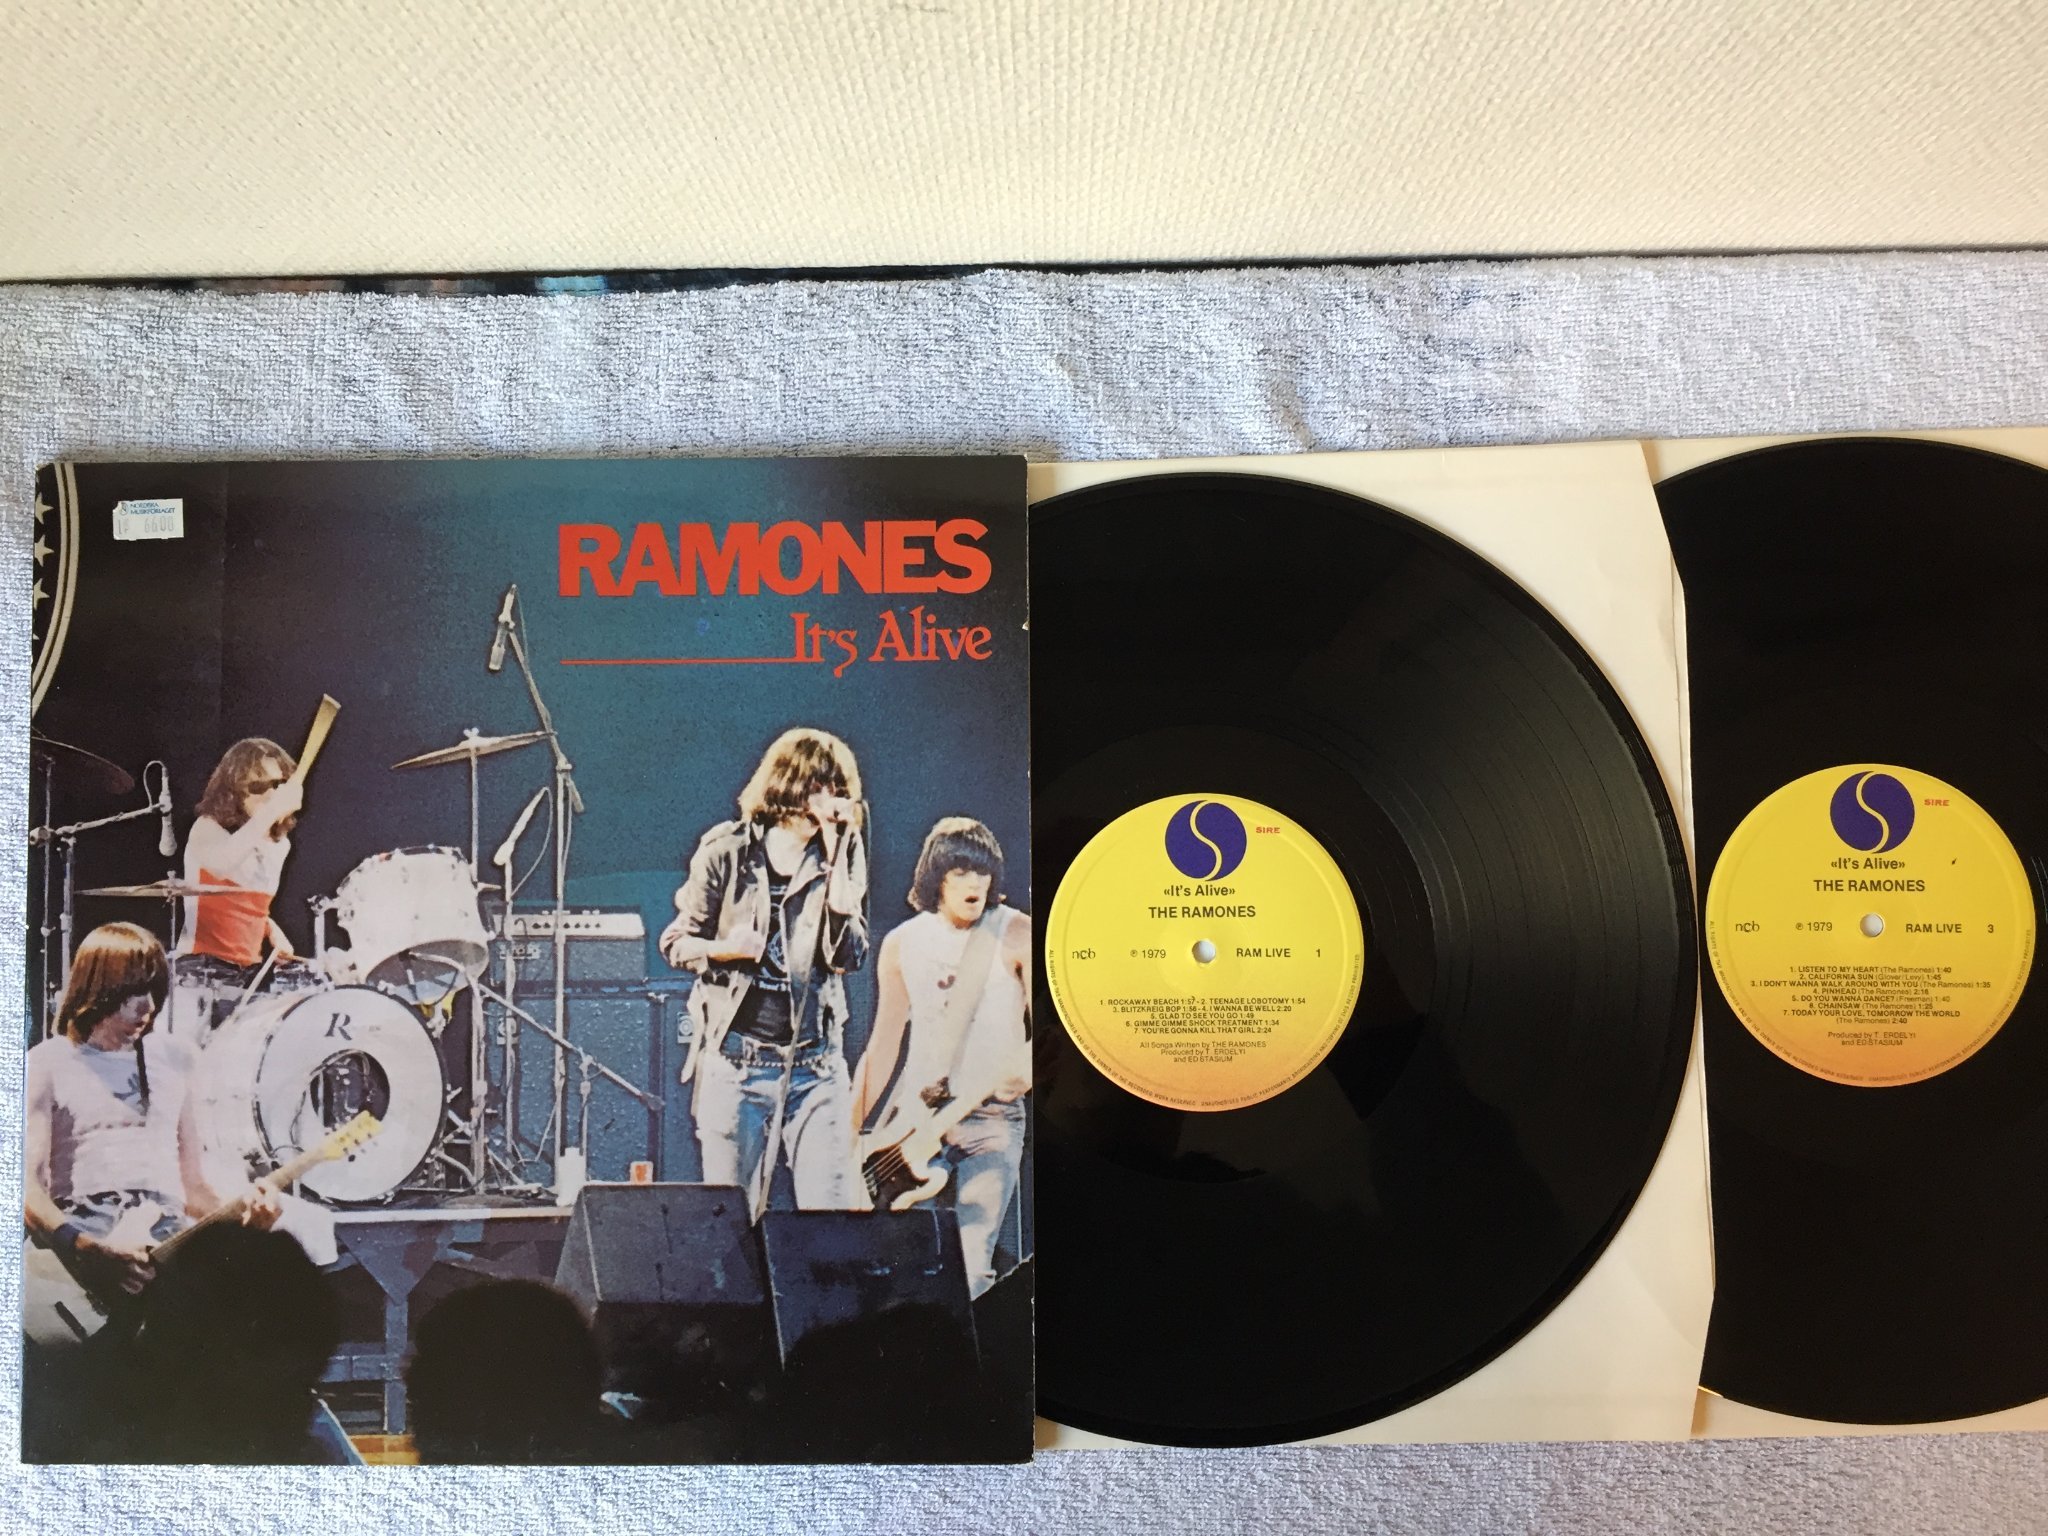 NORDISKA
MUSIKFÖRLAGET
6600
RAMONES
It's Alive
R
SIRE
«It's Alive»
THE RAMONES
ncb ℗ 1979 RAM LIVE 1
1. ROCKAWAY BEACH 1:57 - 2. TEENAGE LOBOTOMY 1:54
3. BLITZKREIG BOP 1:56 - 4. I WANNA BE WELL 2:20
5. GLAD TO SEE YOU GO 1:49
6. GIMME GIMME SHOCK TREATMENT 1:34
7 YOU'RE GONNA KILL THAT GIRL 2:24
All Songs Written by THE RAMONES
Produced by T. ERDELYI
and ED STASIUM
SIRE
«It's Alive»
THE RAMONES
ncb ℗ 1979 RAM LIVE 3
1. LISTEN TO MY HEART (The Ramones) 1:40
2. CALIFORNIA SUN (Glover/Levy) 1:45
3. I DON'T WANNA WALK AROUND WITH YOU (The Ramones) 1:35
4. PINHEAD (The Ramones) 2:16
5. DO YOU WANNA DANCE? (Freeman) 1:40
6. CHAINSAW (The Ramones) 1:25
7. TODAY YOUR LOVE, TOMORROW THE WORLD
(The Ramones) 2:40
Produced by T. ERDELYI
and ED STASIUM